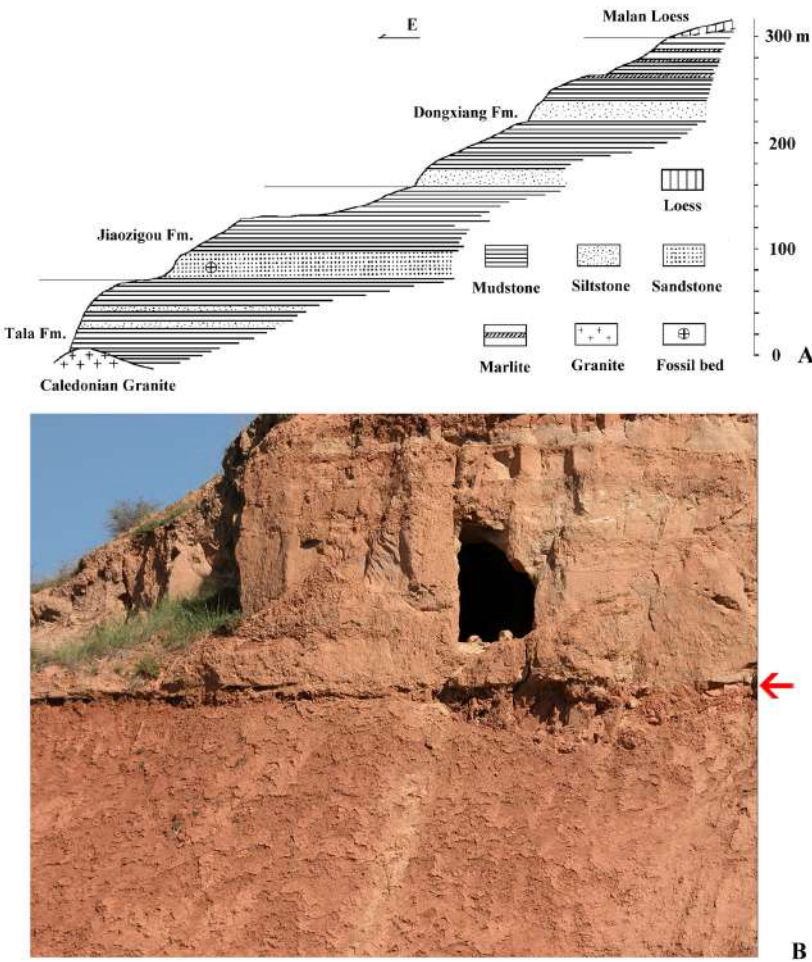 Malan Loess
E
300 m
Dongxiang Fm.
200
Loess
Jiaozigou Fm.
100
Mudstone
Siltstone
Sandstone
Tala Fm.
0
A
Marlite
Granite
Fossil bed
Caledonian Granite
B